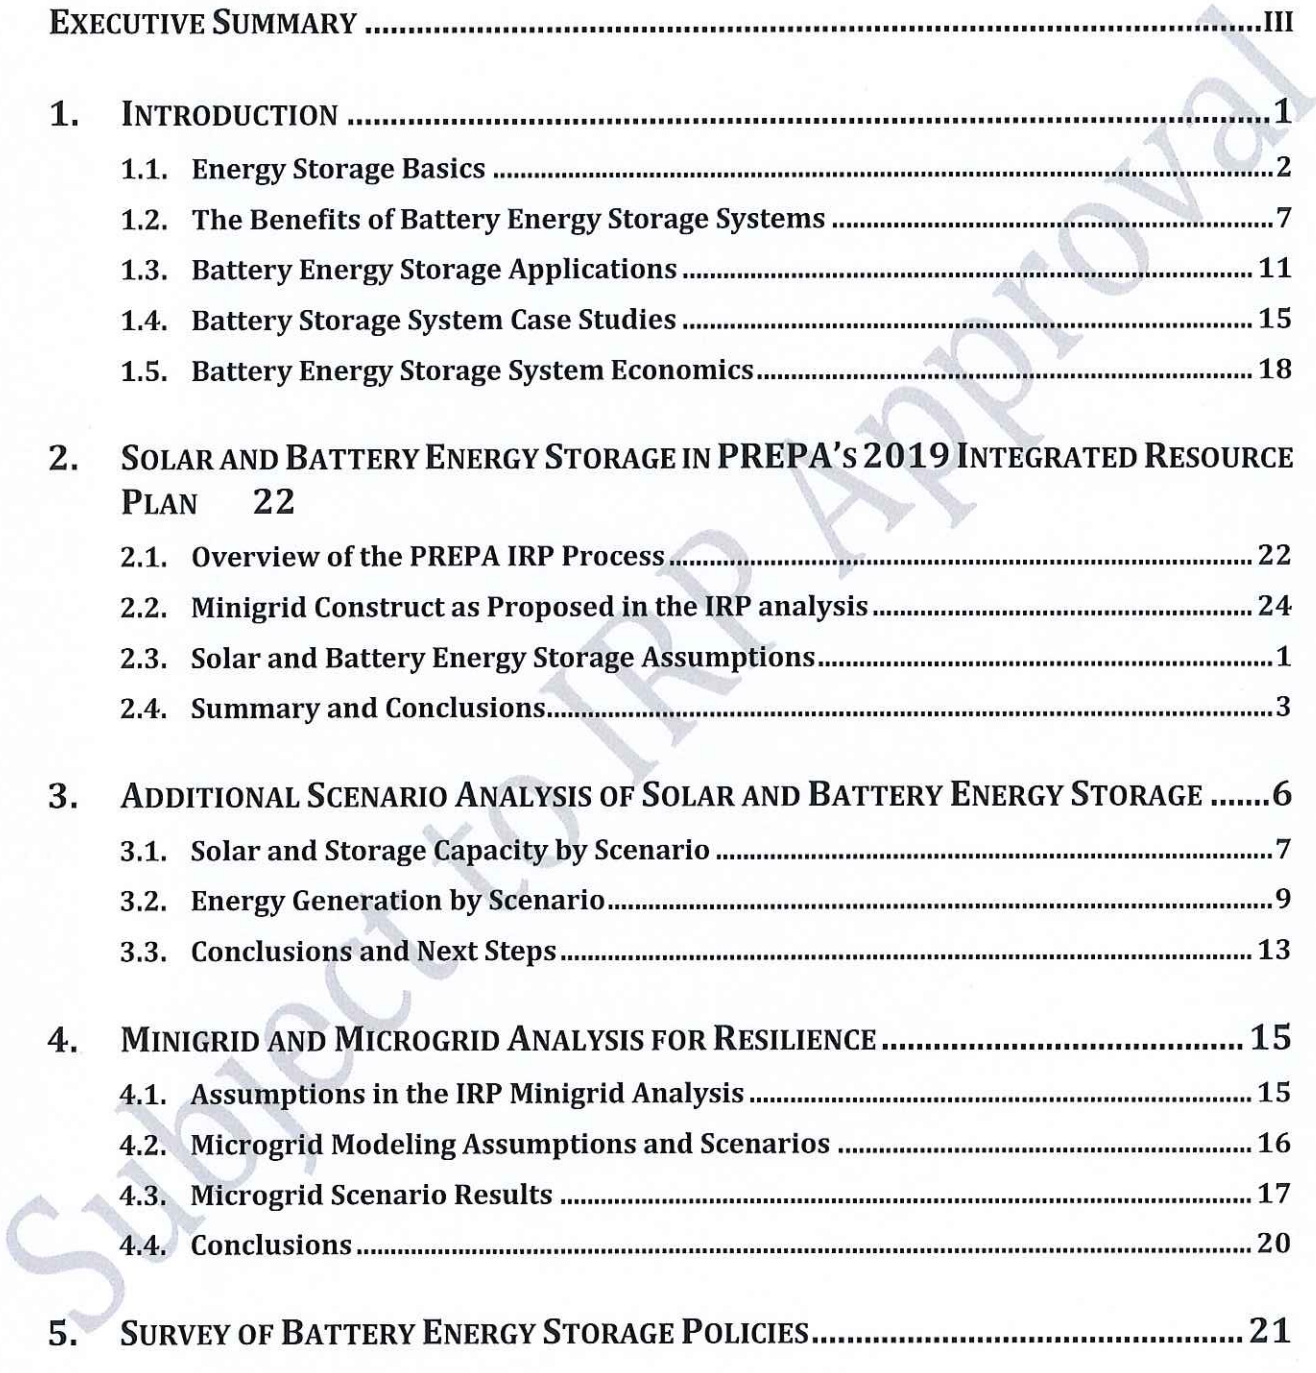 EXECUTIVE SUMMARY ........ III
1. INTRODUCTION ........ 1
1.1. Energy Storage Basics ........ 2
1.2. The Benefits of Battery Energy Storage Systems ........ 7
1.3. Battery Energy Storage Applications ........ 11
1.4. Battery Storage System Case Studies ........ 15
1.5. Battery Energy Storage System Economics ........ 18
2. SOLAR AND BATTERY ENERGY STORAGE IN PREPA'S 2019 INTEGRATED RESOURCE
PLAN 22
2.1. Overview of the PREPA IRP Process ........ 22
2.2. Minigrid Construct as Proposed in the IRP analysis ........ 24
2.3. Solar and Battery Energy Storage Assumptions ........ 1
2.4. Summary and Conclusions ........ 3
3. ADDITIONAL SCENARIO ANALYSIS OF SOLAR AND BATTERY ENERGY STORAGE ....... 6
3.1. Solar and Storage Capacity by Scenario ........ 7
3.2. Energy Generation by Scenario ........ 9
3.3. Conclusions and Next Steps ........ 13
4. MINIGRID AND MICROGRID ANALYSIS FOR RESILIENCE ........ 15
4.1. Assumptions in the IRP Minigrid Analysis ........ 15
4.2. Microgrid Modeling Assumptions and Scenarios ........ 16
4.3. Microgrid Scenario Results ........ 17
4.4. Conclusions ........ 20
5. SURVEY OF BATTERY ENERGY STORAGE POLICIES ........ 21
Subject to IRP Approval